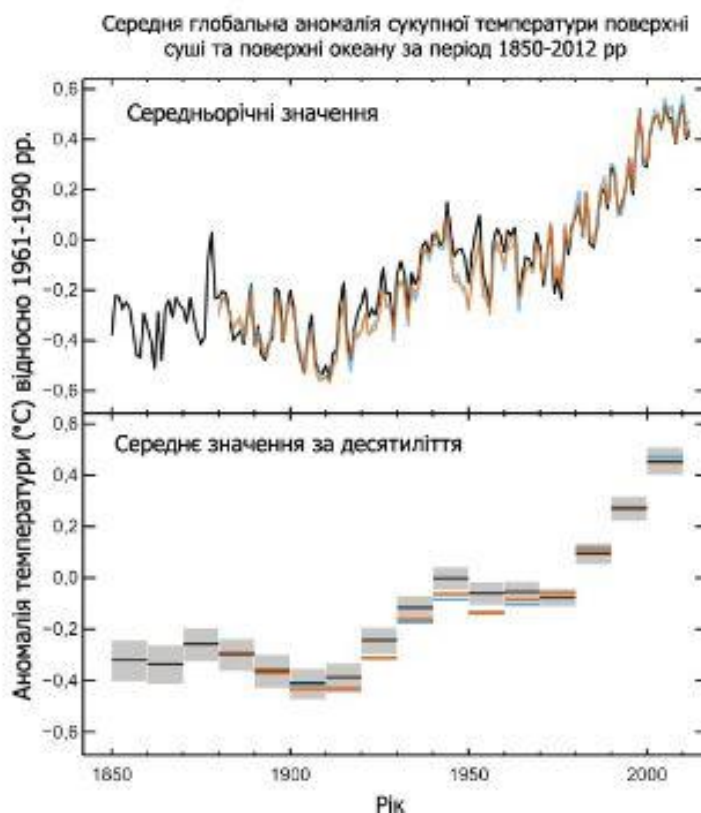 Середня глобальна аномалія сукупної температури поверхні
суші та поверхні океану за період 1850-2012 рр
Аномалія температури (°C) відносно 1961-1990 рр.
Середньорічні значення
0,6
0,4
0,2
0,0
−0,2
−0,4
−0,6
Середнє значення за десятиліття
0,6
0,4
0,2
0,0
−0,2
−0,4
−0,6
1850 1900 1950 2000
Рік